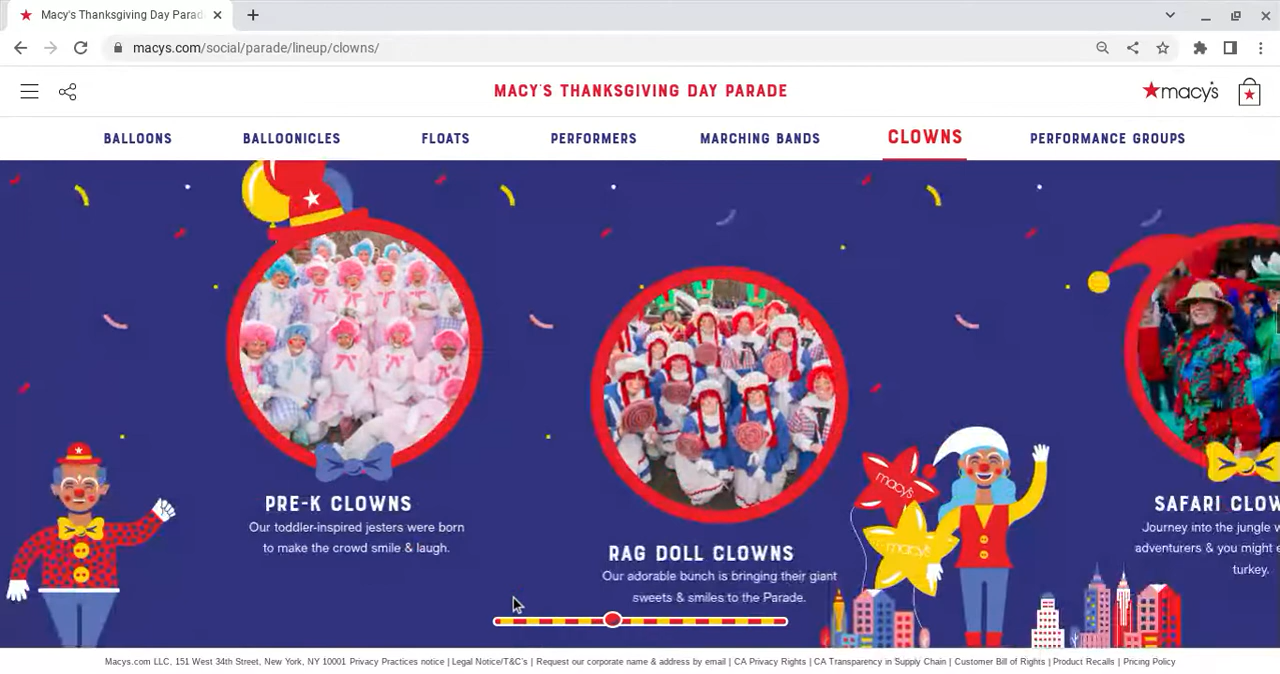 Macy's Thanksgiving Day Parad
macys.com/social/parade/lineup/clowns/
MACY'S THANKSGIVING DAY PARADE
macy's
BALLOONS BALLOONICLES FLOATS PERFORMERS MARCHING BANDS CLOWNS PERFORMANCE GROUPS
PRE-K CLOWNS
Our toddler-inspired jesters were born
to make the crowd smile & laugh.
RAG DOLL CLOWNS
Our adorable bunch is bringing their giant
sweets & smiles to the Parade.
macy's
macy's
SAFARI CLOW
Journey into the jungle w
adventurers & you might e
turkey.
Macys.com LLC, 151 West 34th Street, New York, NY 10001 Privacy Practices notice | Legal Notice/T&C's | Request our corporate name & address by email | CA Privacy Rights | CA Transparency in Supply Chain | Customer Bill of Rights | Product Recalls | Pricing Policy